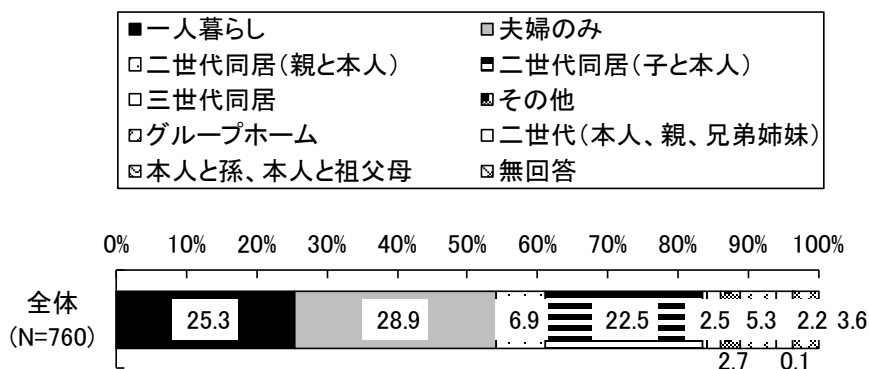 ■一人暮らし □夫婦のみ
□二世代同居(親と本人) 〓二世代同居(子と本人)
□三世代同居 ■その他
□グループホーム □二世代(本人、親、兄弟姉妹)
□本人と孫、本人と祖父母 □無回答
0% 10% 20% 30% 40% 50% 60% 70% 80% 90% 100%
全体
(N=760)
25.3 28.9 6.9 22.5 2.5 5.3 2.2 3.6
2.7 0.1